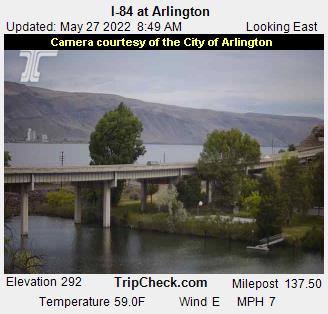 I-84 at Arlington
Updated: May 27 2022 8:49 AM Looking East
Camera courtesy of the City of Arlington
Elevation 292 TripCheck.com Milepost 137.50
Temperature 59.0F Wind E MPH 7